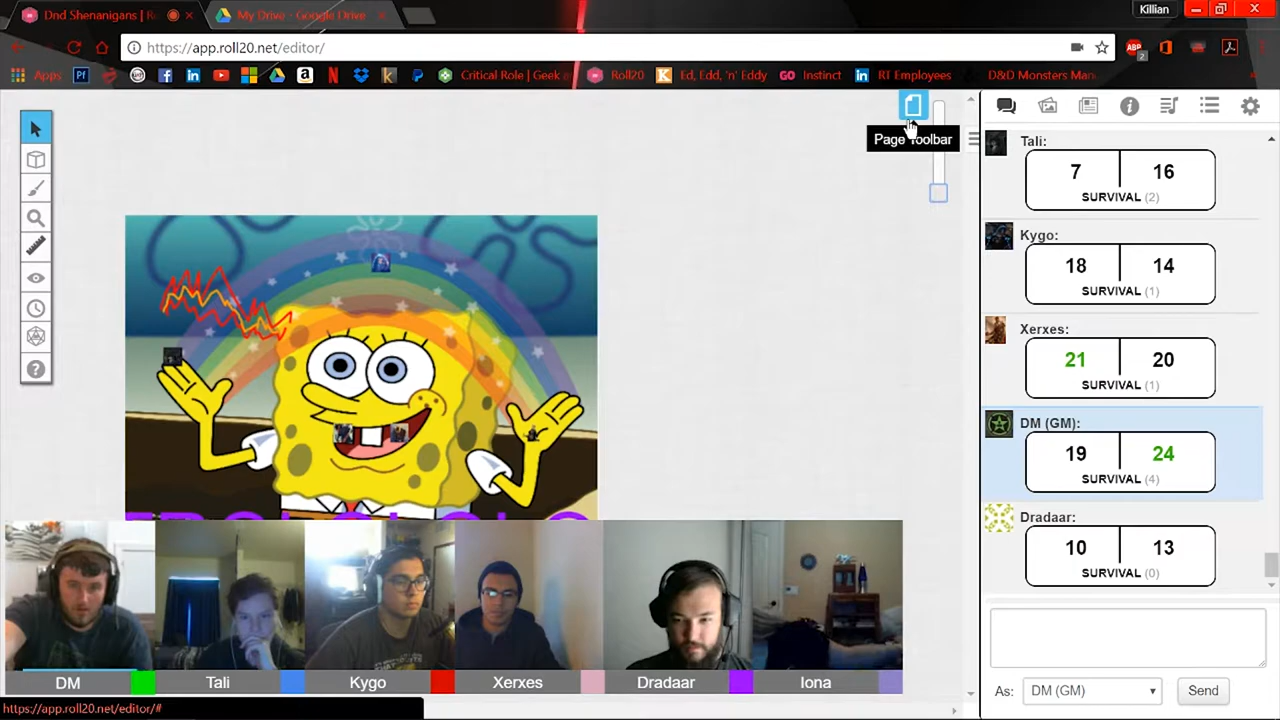 Dnd Shenanigans | R
My Drive - Google Drive
Killian
https://app.roll20.net/editor/
ABP
2
Apps
Critical Role | Geek a
Roll20
Ed, Edd, 'n' Eddy
GO Instinct
RT Employees
D&D Monsters Man
Page Toolbar
Tali:
7 16
SURVIVAL (2)
Kygo:
18 14
SURVIVAL (1)
Xerxes:
21 20
SURVIVAL (1)
DM (GM):
19 24
SURVIVAL (4)
Dradaar:
10 13
SURVIVAL (0)
DM
Tali
Kygo
Xerxes
Dradaar
Iona
As: DM (GM)
Send
https://app.roll20.net/editor/#